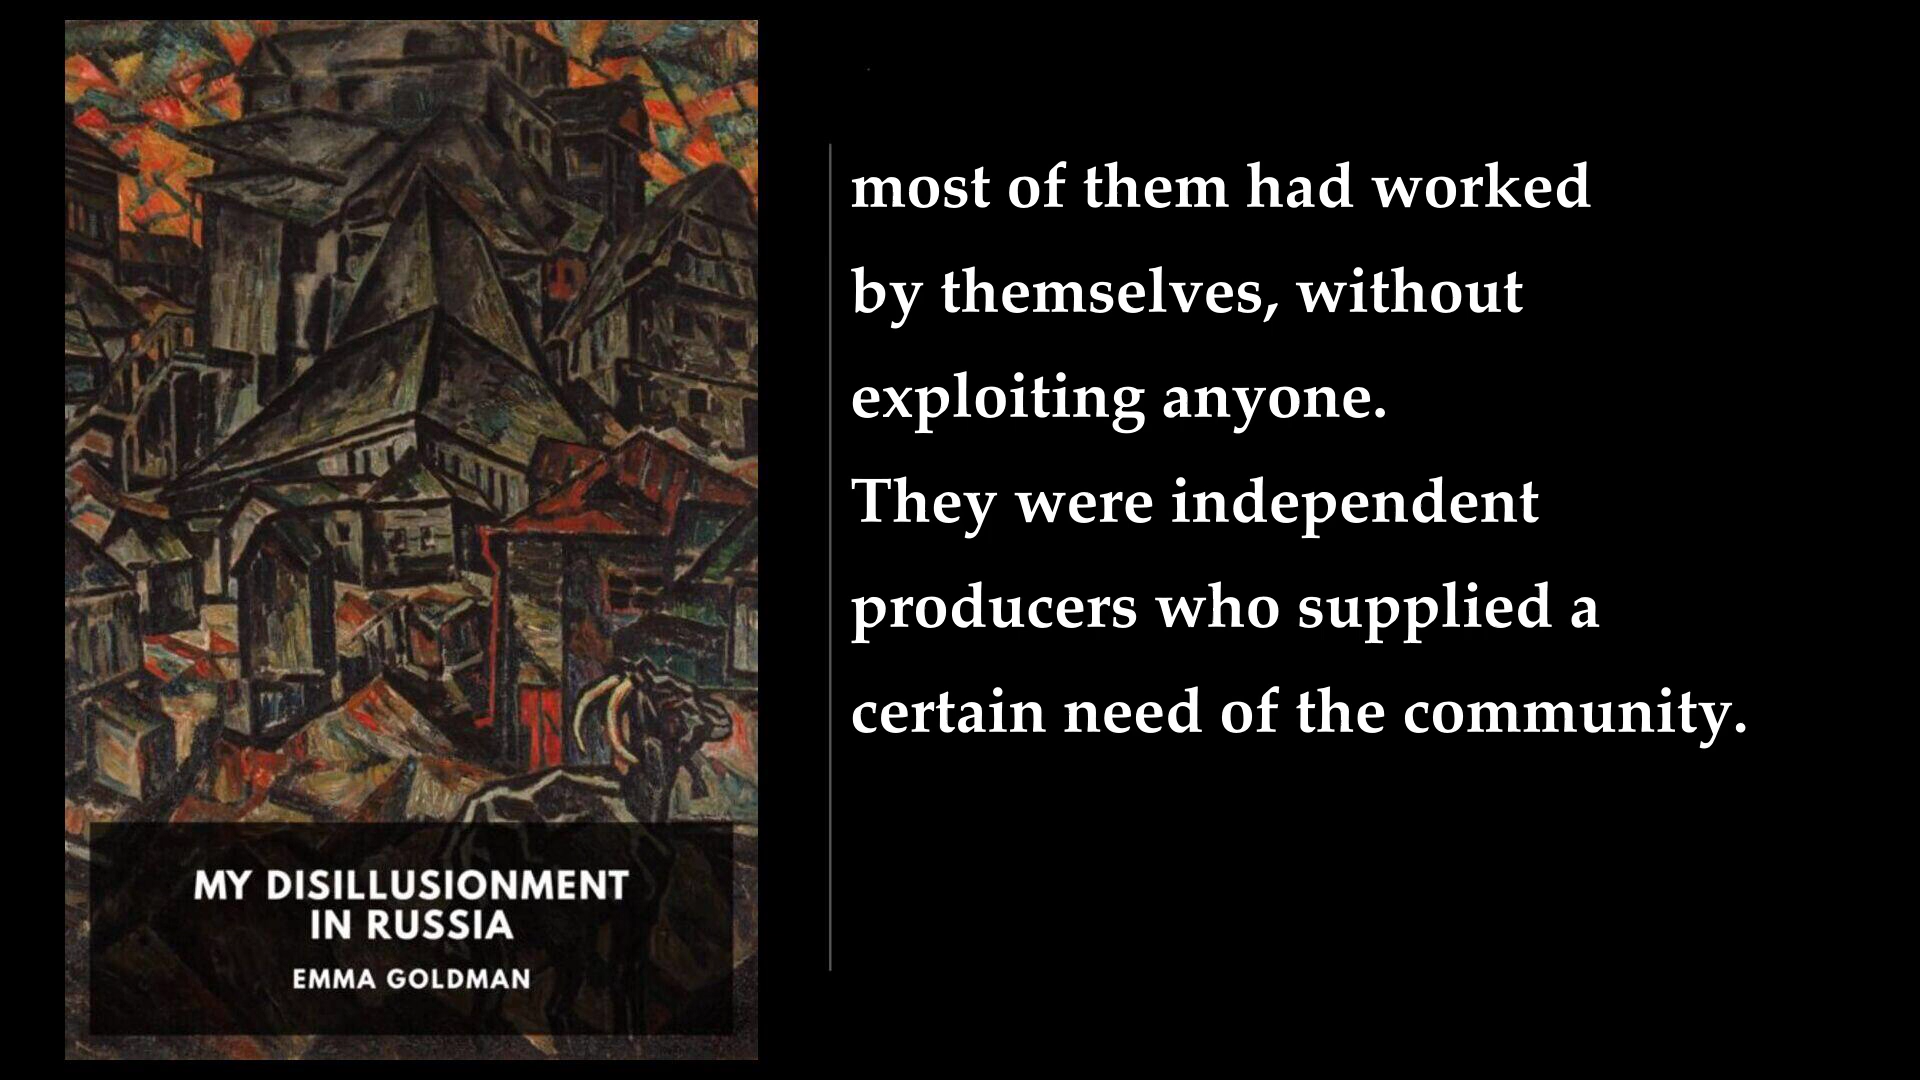 MY DISILLUSIONMENT
IN RUSSIA
EMMA GOLDMAN
most of them had worked
by themselves, without
exploiting anyone.
They were independent
producers who supplied a
certain need of the community.